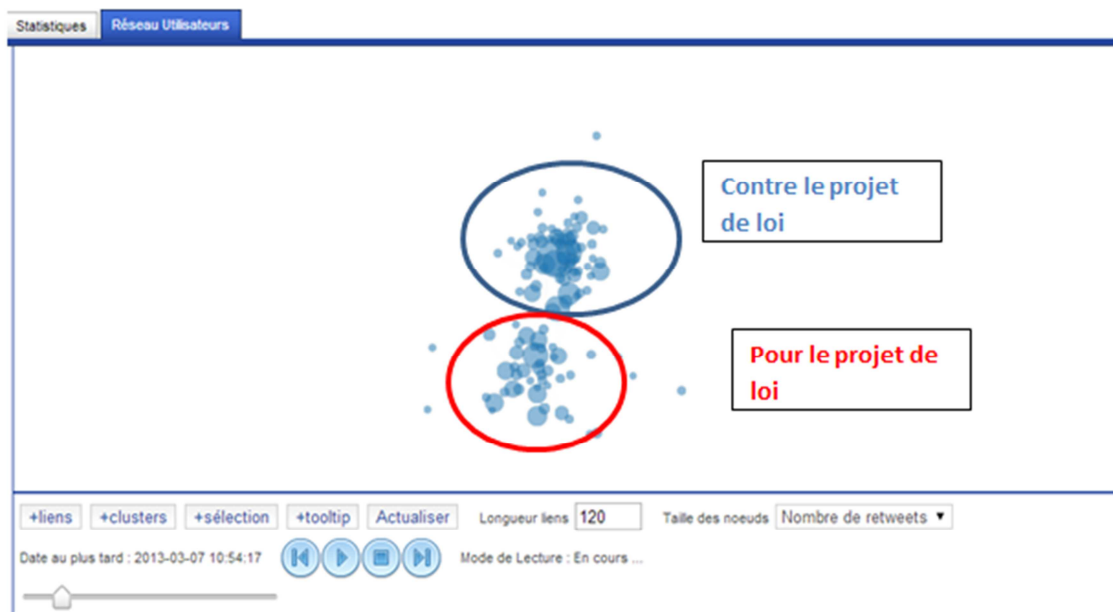 Statistiques Réseau Utilisateurs
Contre le projet
de loi
Pour le projet de
loi
+liens +clusters +sélection +tooltip Actualiser Longueur liens 120 Taille des noeuds Nombre de retweets
Date au plus tard : 2013-03-07 10:54:17 Mode de Lecture : En cours ...